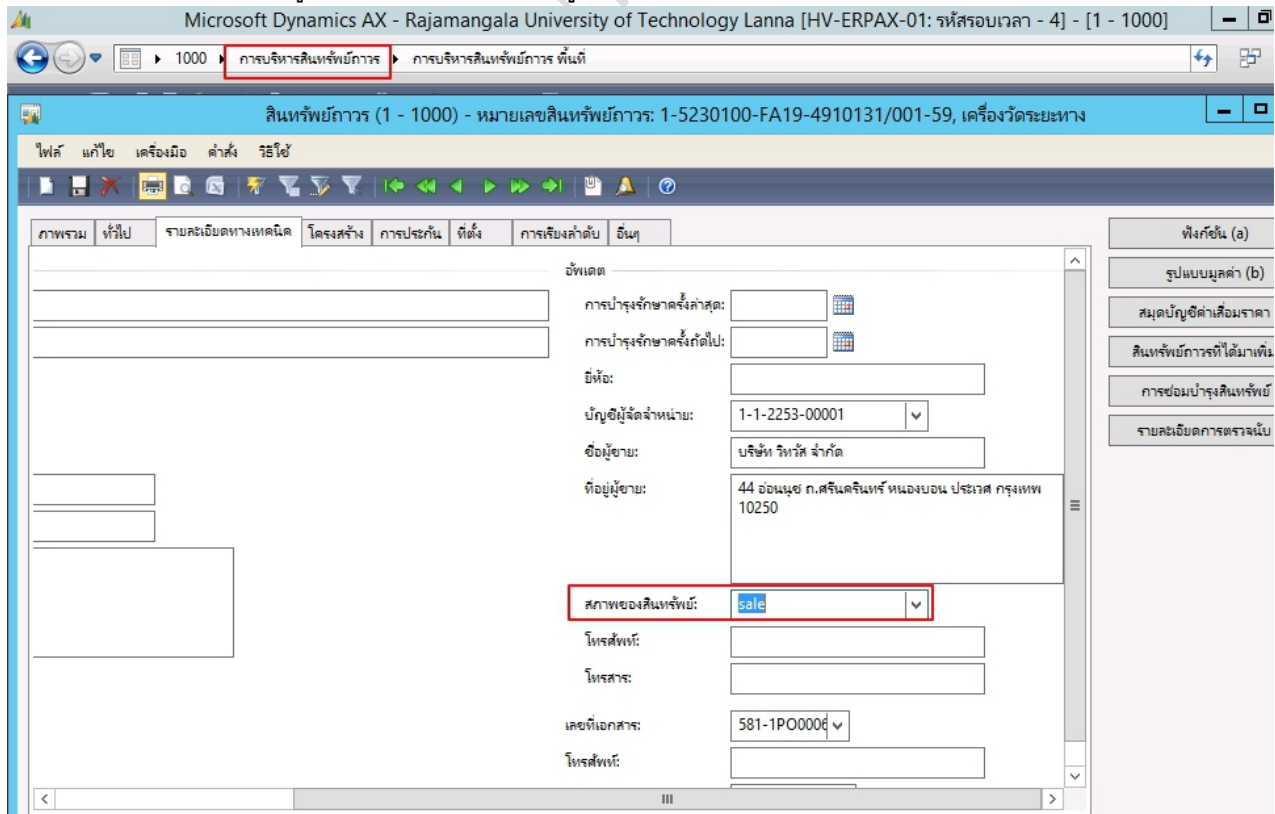 Microsoft Dynamics AX - Rajamangala University of Technology Lanna [HV-ERPAX-01: รหัสรอบเวลา - 4] - [1 - 1000]
1000 การบริหารสินทรัพย์ถาวร การบริหารสินทรัพย์ถาวร พื้นที่
สินทรัพย์ถาวร (1 - 1000) - หมายเลขสินทรัพย์ถาวร: 1-5230100-FA19-4910131/001-59, เครื่องวัดระยะทาง
ไฟล์ แก้ไข เครื่องมือ คำสั่ง วิธีใช้
ภาพรวม ทั่วไป รายละเอียดทางเทคนิค โครงสร้าง การประกัน ที่ตั้ง การเรียงลำดับ อื่นๆ
ฟังก์ชั่น (a)
อัพเดต
รูปแบบมูลค่า (b)
การบำรุงรักษาครั้งล่าสุด:
สมุดบัญชีค่าเสื่อมราคา
การบำรุงรักษาครั้งถัดไป:
สินทรัพย์ถาวรที่ได้มาเพิ่ม
ยี่ห้อ:
การซ่อมบำรุงสินทรัพย์
บัญชีผู้จัดจำหน่าย: 1-1-2253-00001
รายละเอียดการตรวจนับ
ชื่อผู้ขาย: บริษัท วิทวัส จำกัด
ที่อยู่ผู้ขาย: 44 อ่อนนุช ถ.ศรีนครินทร์ หนองบอน ประเวศ กรุงเทพ
10250
สภาพของสินทรัพย์: sale
โทรศัพท์:
โทรสาร:
เลขที่เอกสาร: 581-1PO0006
โทรศัพท์: